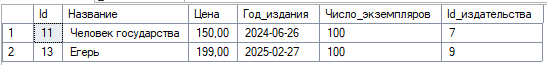 Id Название Цена Год_издания Число_экземпляров Id_издательства
1 11 Человек государства 150,00 2024-06-26 100 7
2 13 Егерь 199,00 2025-02-27 100 9